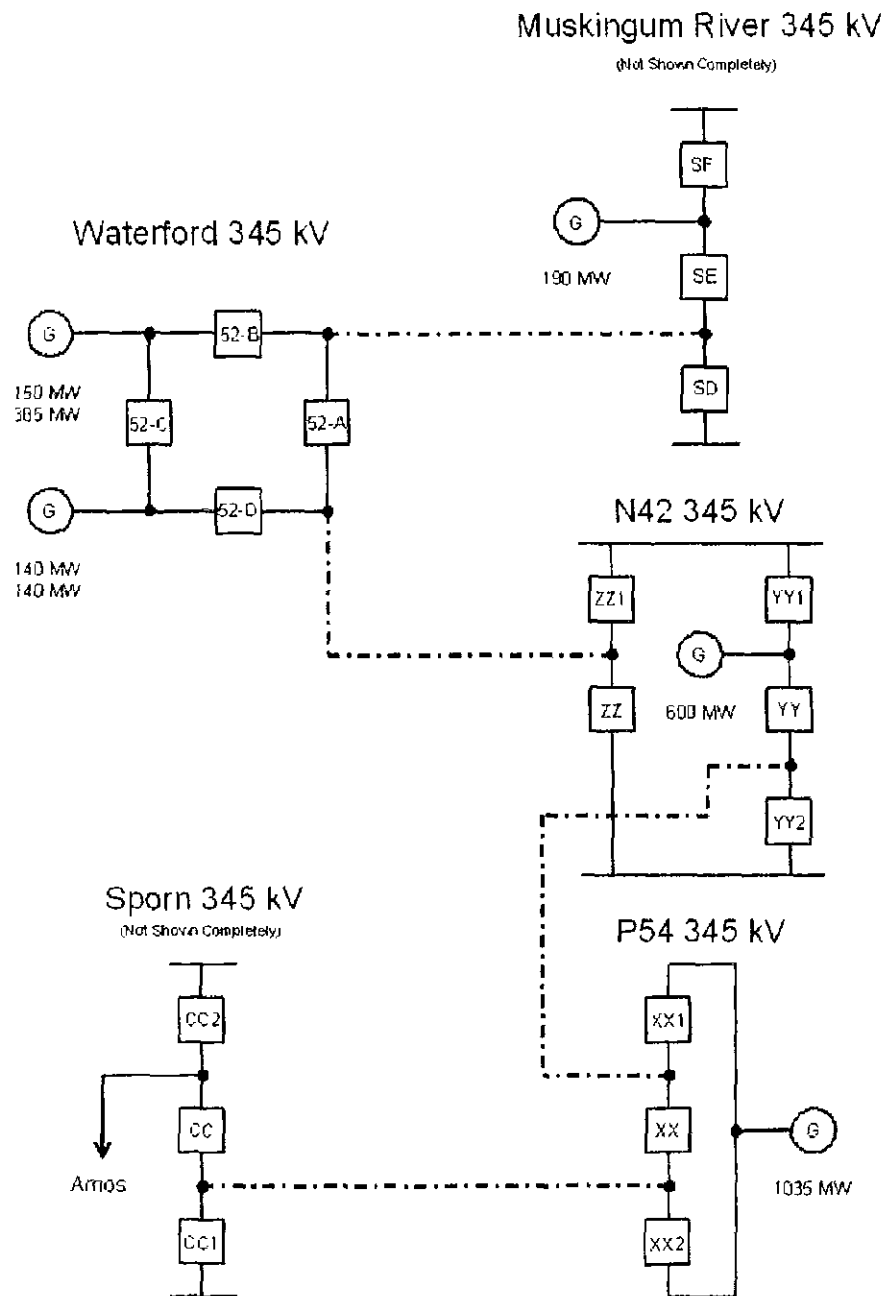 Muskingum River 345 kV
(Not Shown Completely)
SF
G
190 MW
SE
SD
Waterford 345 kV
G
52-B
150 MW
385 MW
52-C
52-A
G
52-D
140 MW
140 MW
N42 345 kV
ZZ1
YY1
G
600 MW
ZZ
YY
YY2
Sporn 345 kV
(Not Shown Completely)
CC2
Amos
CC
CC1
P54 345 kV
XX1
XX
G
1035 MW
XX2